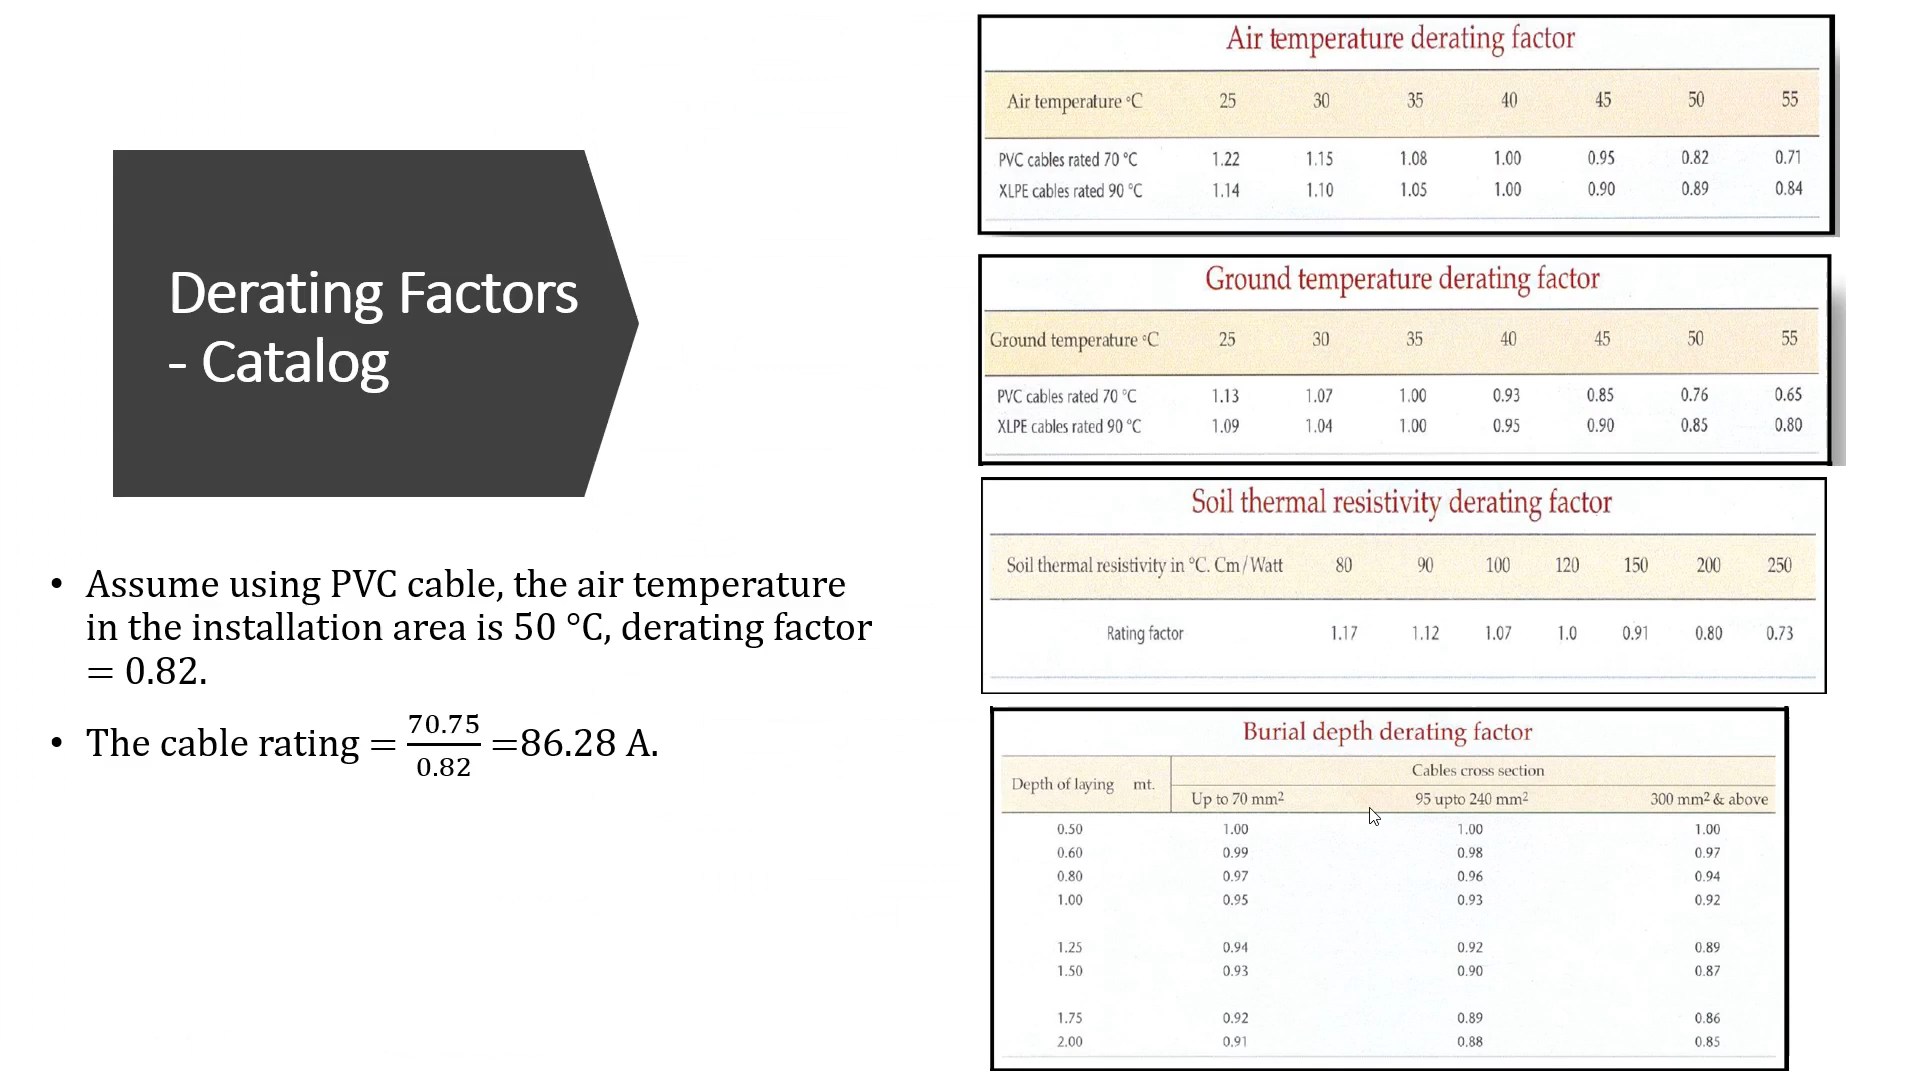 Derating Factors
- Catalog
• Assume using PVC cable, the air temperature
in the installation area is 50 °C, derating factor
= 0.82.
• The cable rating = 70.75/0.82 =86.28 A.
Air temperature derating factor
Air temperature °C 25 30 35 40 45 50 55
PVC cables rated 70 °C 1.22 1.15 1.08 1.00 0.95 0.82 0.71
XLPE cables rated 90 °C 1.14 1.10 1.05 1.00 0.90 0.89 0.84
Ground temperature derating factor
Ground temperature °C 25 30 35 40 45 50 55
PVC cables rated 70 °C 1.13 1.07 1.00 0.93 0.85 0.76 0.65
XLPE cables rated 90 °C 1.09 1.04 1.00 0.95 0.90 0.85 0.80
Soil thermal resistivity derating factor
Soil thermal resistivity in °C. Cm/Watt 80 90 100 120 150 200 250
Rating factor 1.17 1.12 1.07 1.0 0.91 0.80 0.73
Burial depth derating factor
Depth of laying mt. Cables cross section
Up to 70 mm² 95 upto 240 mm² 300 mm² & above
0.50 1.00 1.00 1.00
0.60 0.99 0.98 0.97
0.80 0.97 0.96 0.94
1.00 0.95 0.93 0.92
1.25 0.94 0.92 0.89
1.50 0.93 0.90 0.87
1.75 0.92 0.89 0.86
2.00 0.91 0.88 0.85